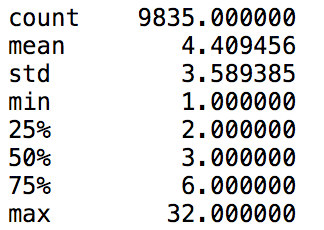 count 9835.000000
mean 4.409456
std 3.589385
min 1.000000
25% 2.000000
50% 3.000000
75% 6.000000
max 32.000000